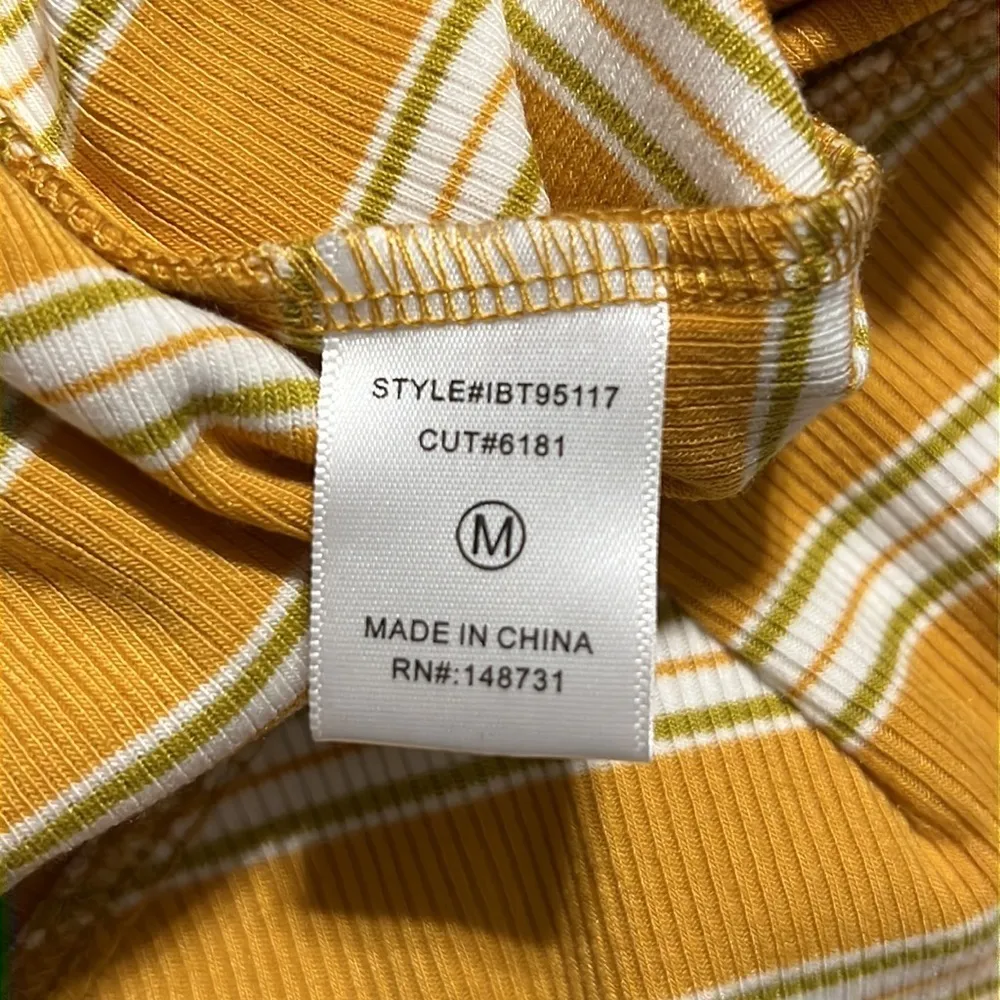 STYLE#IBT95117
CUT#6181
M
MADE IN CHINA
RN#:148731